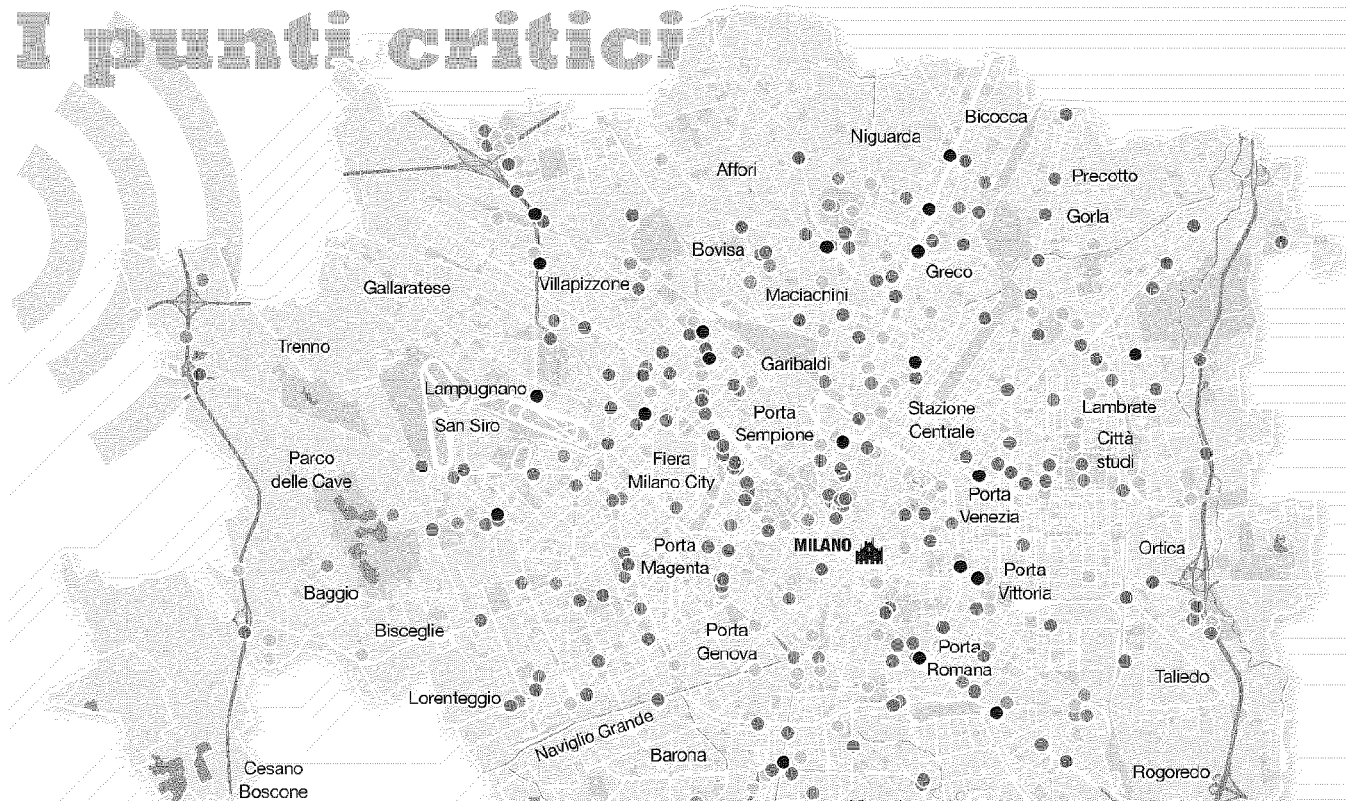 I punti critici
Bicocca
Niguarda
Affori
Precotto
Gorla
Bovisa
Greco
Gallaratese
Villapizzone
Maciacnini
Trenno
Garibaldi
Lampugnano
San Siro
Porta
Sempione
Stazione
Centrale
Lambrate
Città
studi
Parco
delle Cave
Fiera
Milano City
Porta
Venezia
MILANO
Porta
Magenta
Ortica
Baggio
Porta
Vittoria
Bisceglie
Porta
Genova
Porta
Romana
Taliedo
Lorenteggio
Naviglio Grande
Barona
Cesano
Boscone
Rogoredo